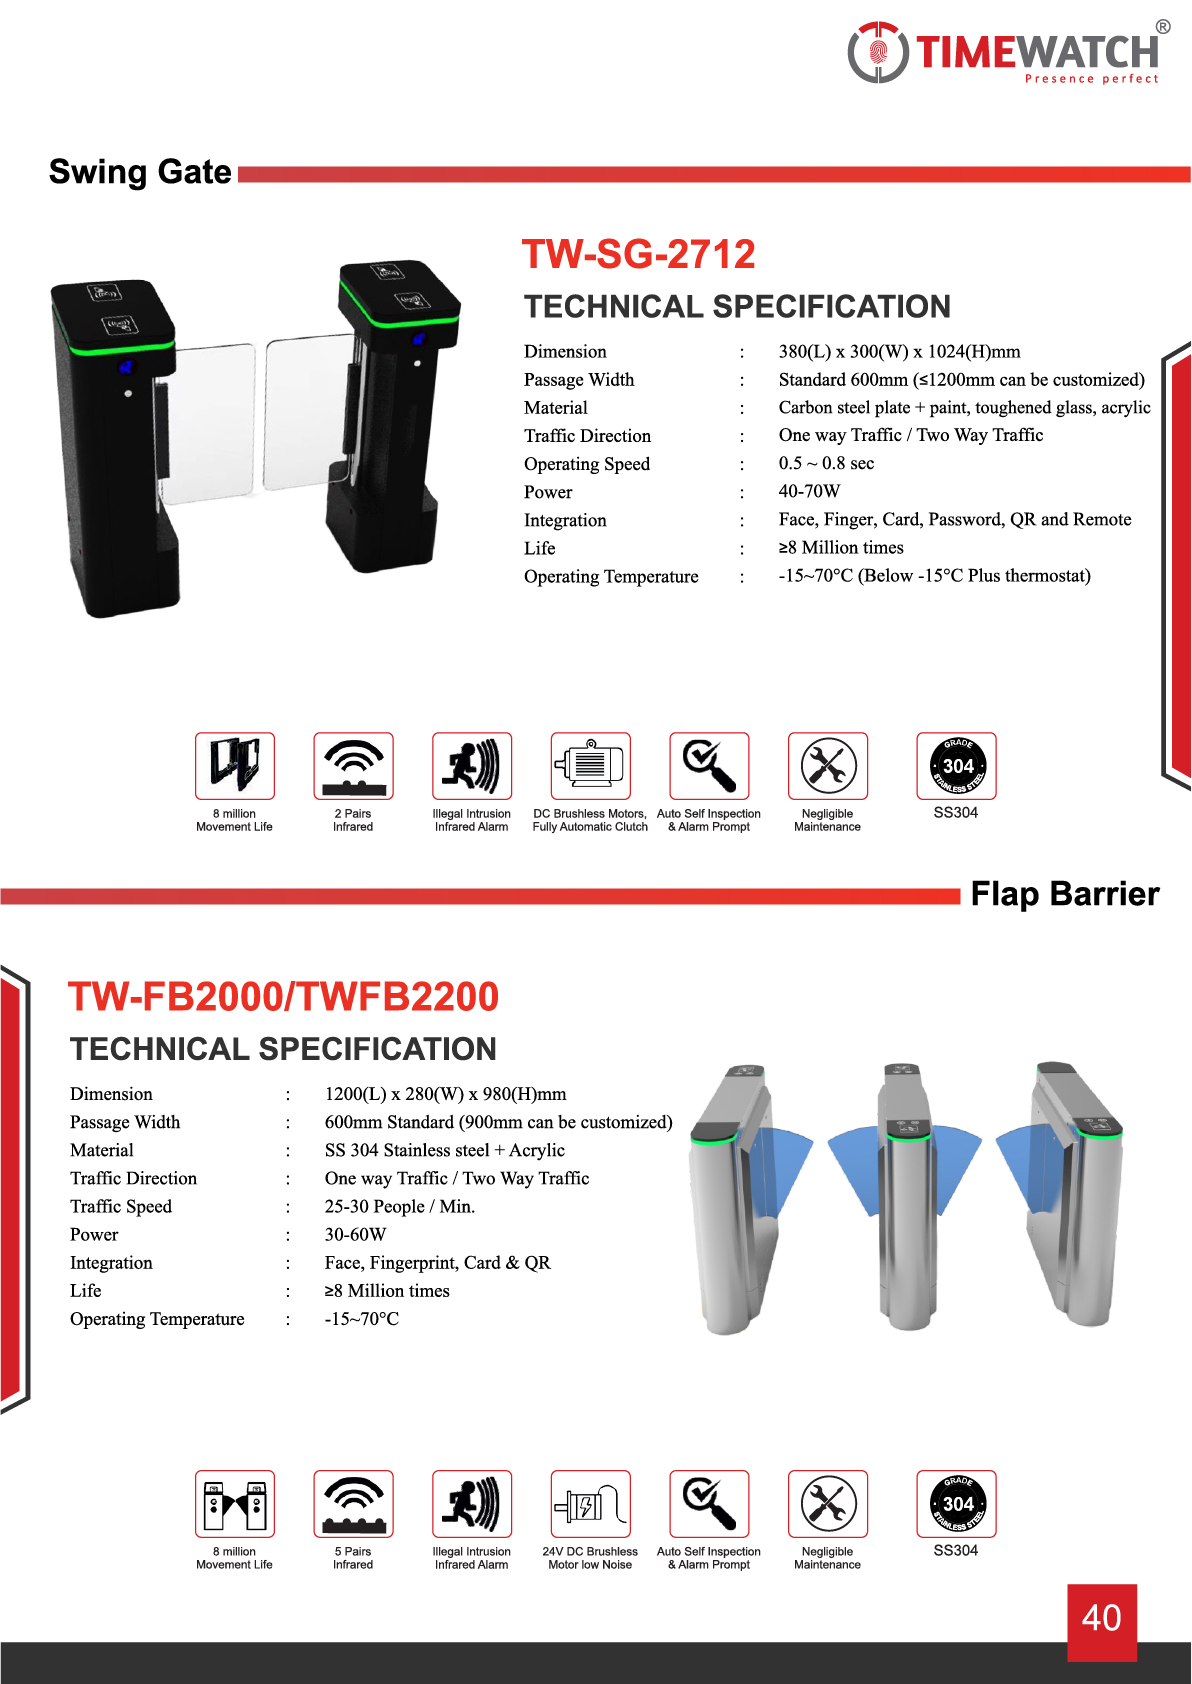 TIMEWATCH®
Presence perfect
Swing Gate
TW-SG-2712
TECHNICAL SPECIFICATION
Dimension : 380(L) x 300(W) x 1024(H)mm
Passage Width : Standard 600mm (≤1200mm can be customized)
Material : Carbon steel plate + paint, toughened glass, acrylic
Traffic Direction : One way Traffic / Two Way Traffic
Operating Speed : 0.5 ~ 0.8 sec
Power : 40-70W
Integration : Face, Finger, Card, Password, QR and Remote
Life : ≥8 Million times
Operating Temperature : -15~70°C (Below -15°C Plus thermostat)
GRADE
304
STAINLESS STEEL
8 million
Movement Life
2 Pairs
Infrared
Illegal Intrusion
Infrared Alarm
DC Brushless Motors,
Fully Automatic Clutch
Auto Self Inspection
& Alarm Prompt
Negligible
Maintenance
SS304
Flap Barrier
TW-FB2000/TWFB2200
TECHNICAL SPECIFICATION
Dimension : 1200(L) x 280(W) x 980(H)mm
Passage Width : 600mm Standard (900mm can be customized)
Material : SS 304 Stainless steel + Acrylic
Traffic Direction : One way Traffic / Two Way Traffic
Traffic Speed : 25-30 People / Min.
Power : 30-60W
Integration : Face, Fingerprint, Card & QR
Life : ≥8 Million times
Operating Temperature : -15~70°C
GRADE
304
STAINLESS STEEL
8 million
Movement Life
5 Pairs
Infrared
Illegal Intrusion
Infrared Alarm
24V DC Brushless
Motor low Noise
Auto Self Inspection
& Alarm Prompt
Negligible
Maintenance
SS304
40